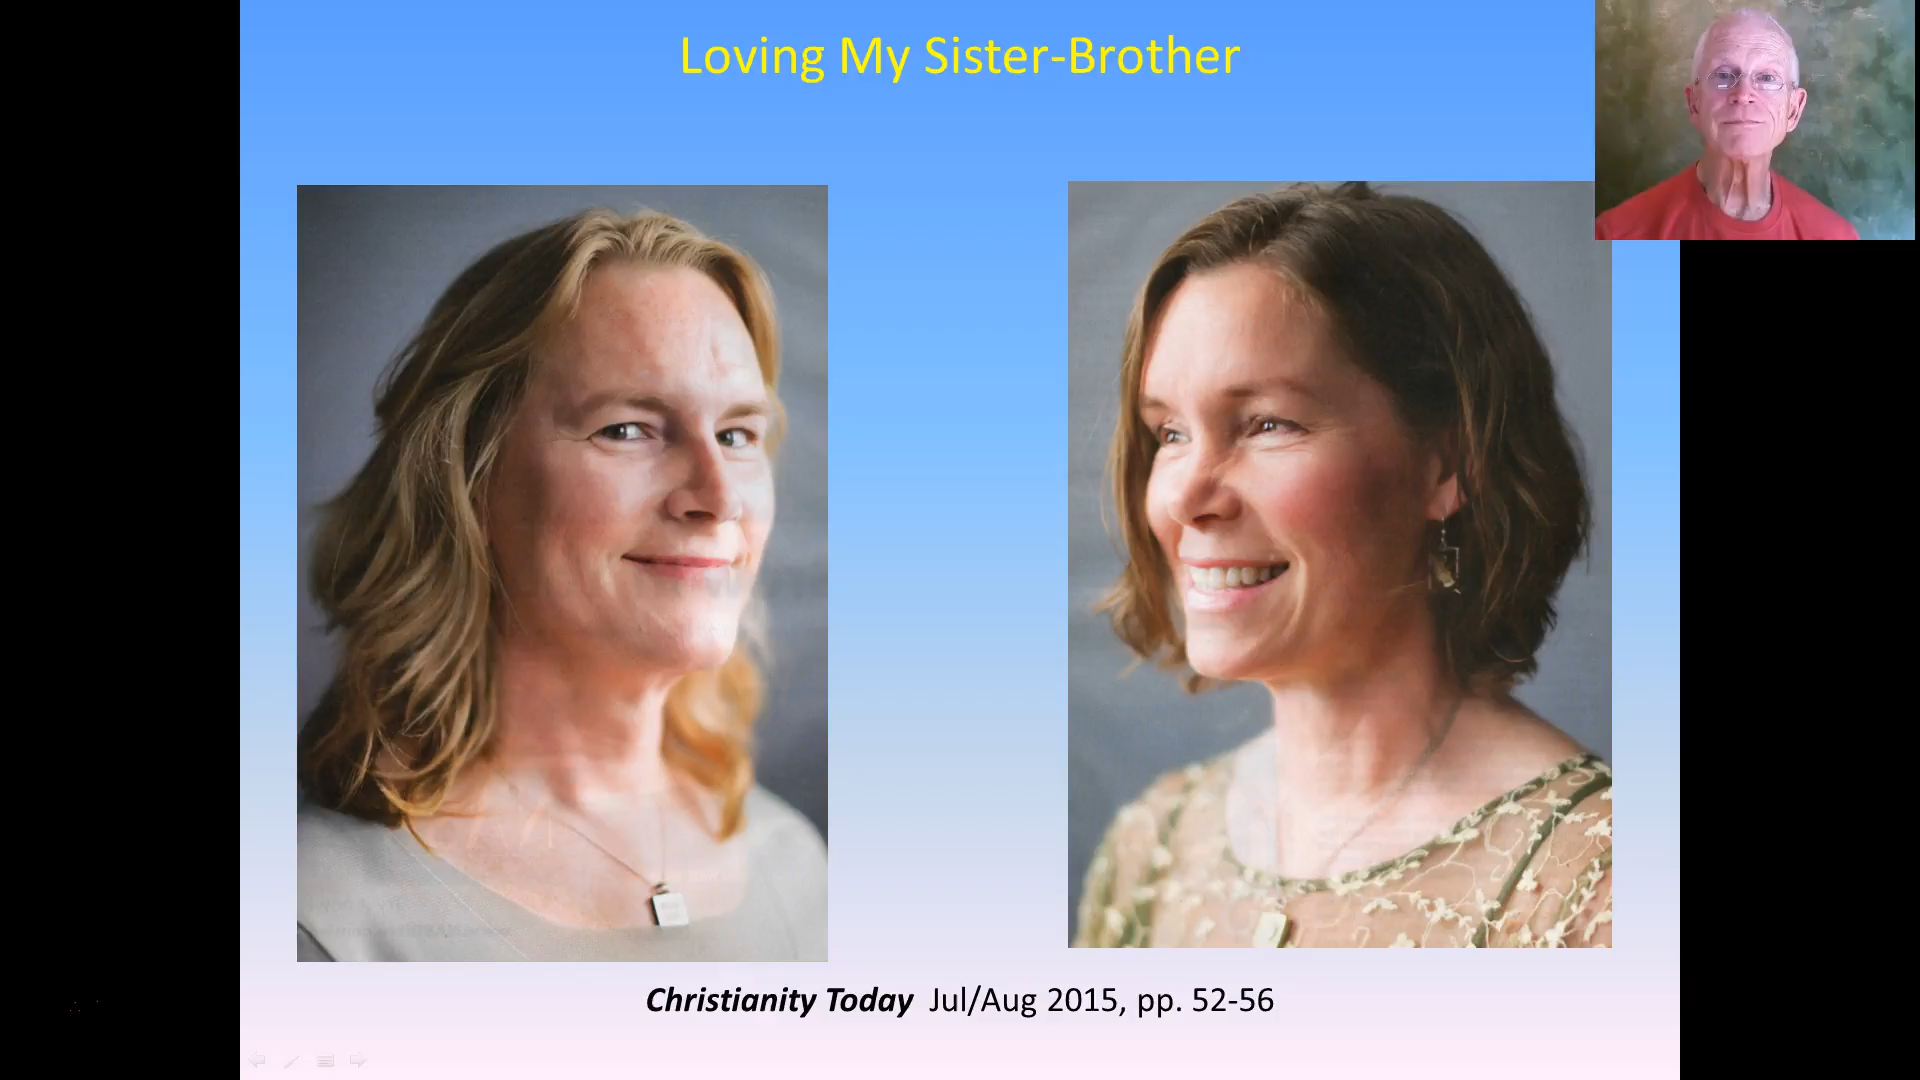 Loving My Sister-Brother
Christianity Today Jul/Aug 2015, pp. 52-56